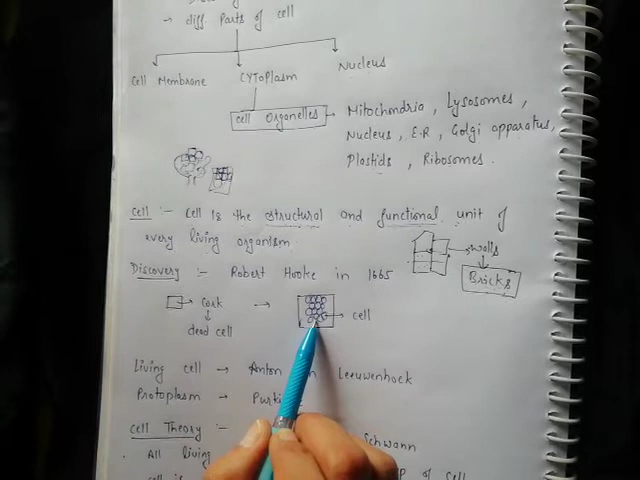 → diff. Parts of cell
Cell Membrane CYToplasm Nucleus
Cell Organelles → Mitochondria, Lysosomes,
Nucleus, E.R, Golgi apparatus,
Plastids, Ribosomes.
Cell :- Cell is the structural and functional unit of
every living organism.
walls
Bricks
Discovery :- Robert Hooke in 1665
→ Cork → → cell
dead cell
Living cell → Anton Leeuwenhoek
Protoplasm →
Cell Theory :- Schwann
. All living
of cell